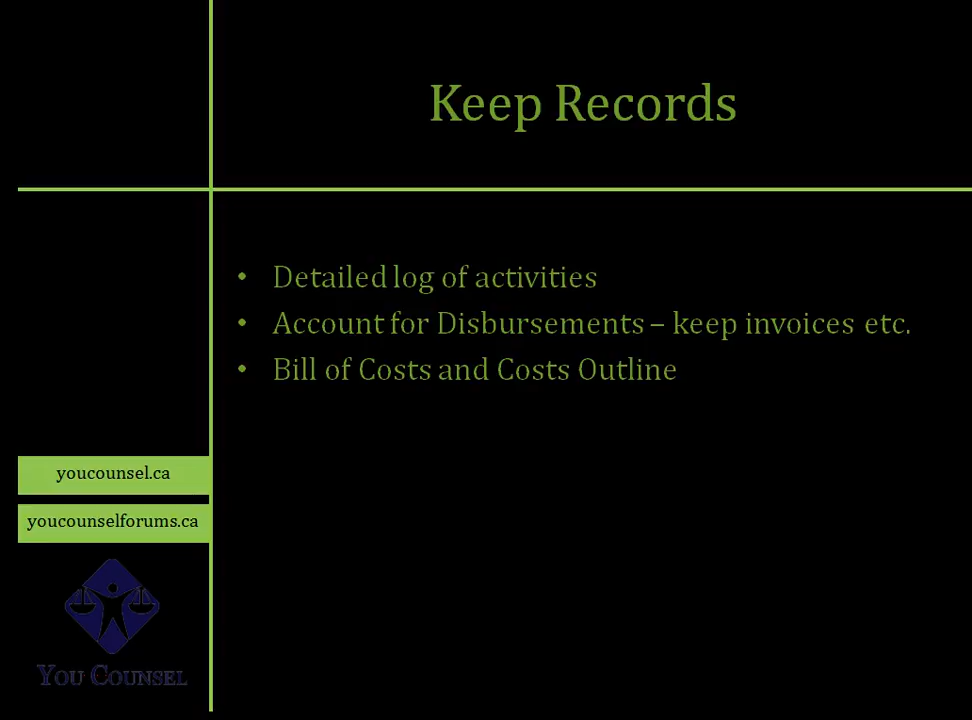 Keep Records
• Detailed log of activities
• Account for Disbursements – keep invoices etc.
• Bill of Costs and Costs Outline
youcounsel.ca
youcounselforums.ca
YOU COUNSEL